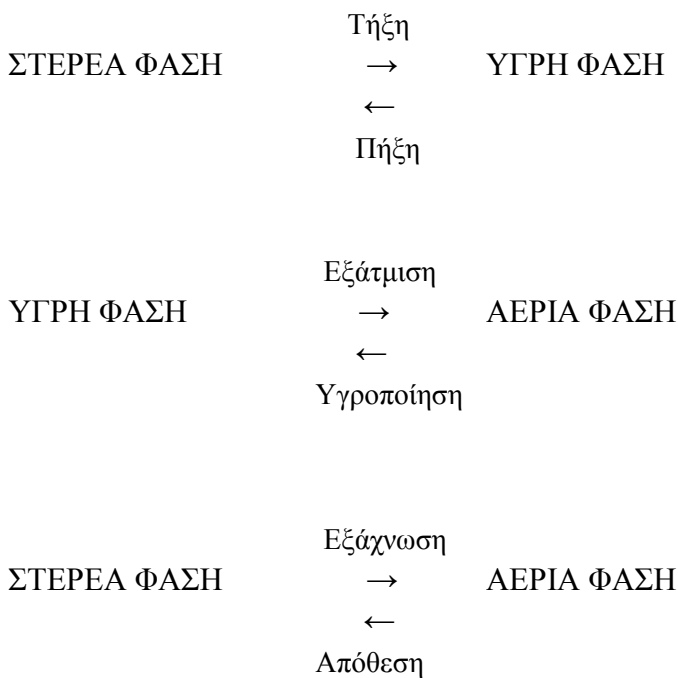 Τήξη
ΣΤΕΡΕΑ ΦΑΣΗ → ΥΓΡΗ ΦΑΣΗ
←
Πήξη
Εξάτμιση
ΥΓΡΗ ΦΑΣΗ → ΑΕΡΙΑ ΦΑΣΗ
←
Υγροποίηση
Εξάχνωση
ΣΤΕΡΕΑ ΦΑΣΗ → ΑΕΡΙΑ ΦΑΣΗ
←
Απόθεση